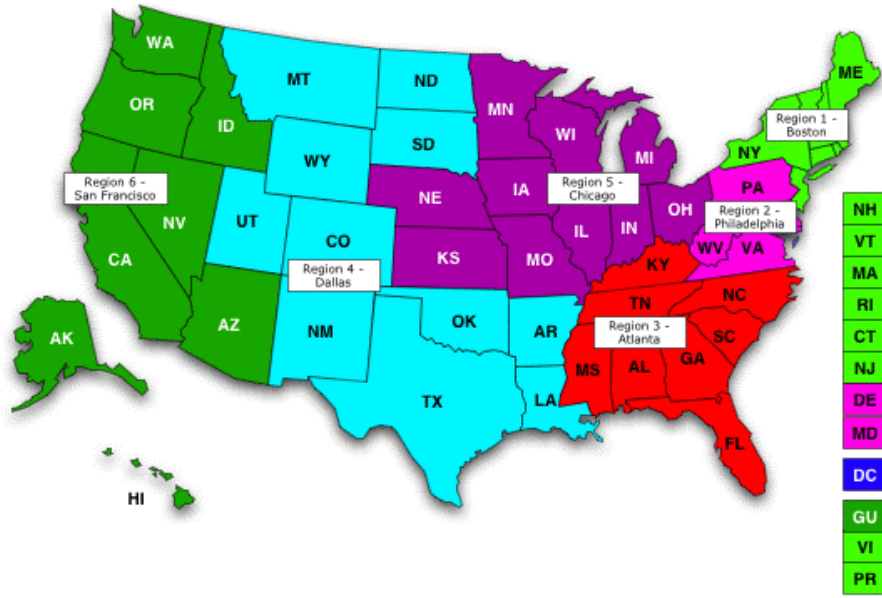 WA
MT
ND
MN
ME
OR
ID
SD
WI
MI
NY
Region 1 -
Boston
WY
Region 6 -
San Francisco
NV
UT
NE
IA
Region 5 -
Chicago
PA
OH
Region 2 -
Philadelphia
CA
CO
KS
MO
IL
IN
WV
VA
Region 4 -
Dallas
KY
AZ
NM
OK
AR
TN
NC
Region 3 -
Atlanta
SC
MS
AL
GA
TX
LA
FL
AK
HI
NH
VT
MA
RI
CT
NJ
DE
MD
DC
GU
VI
PR